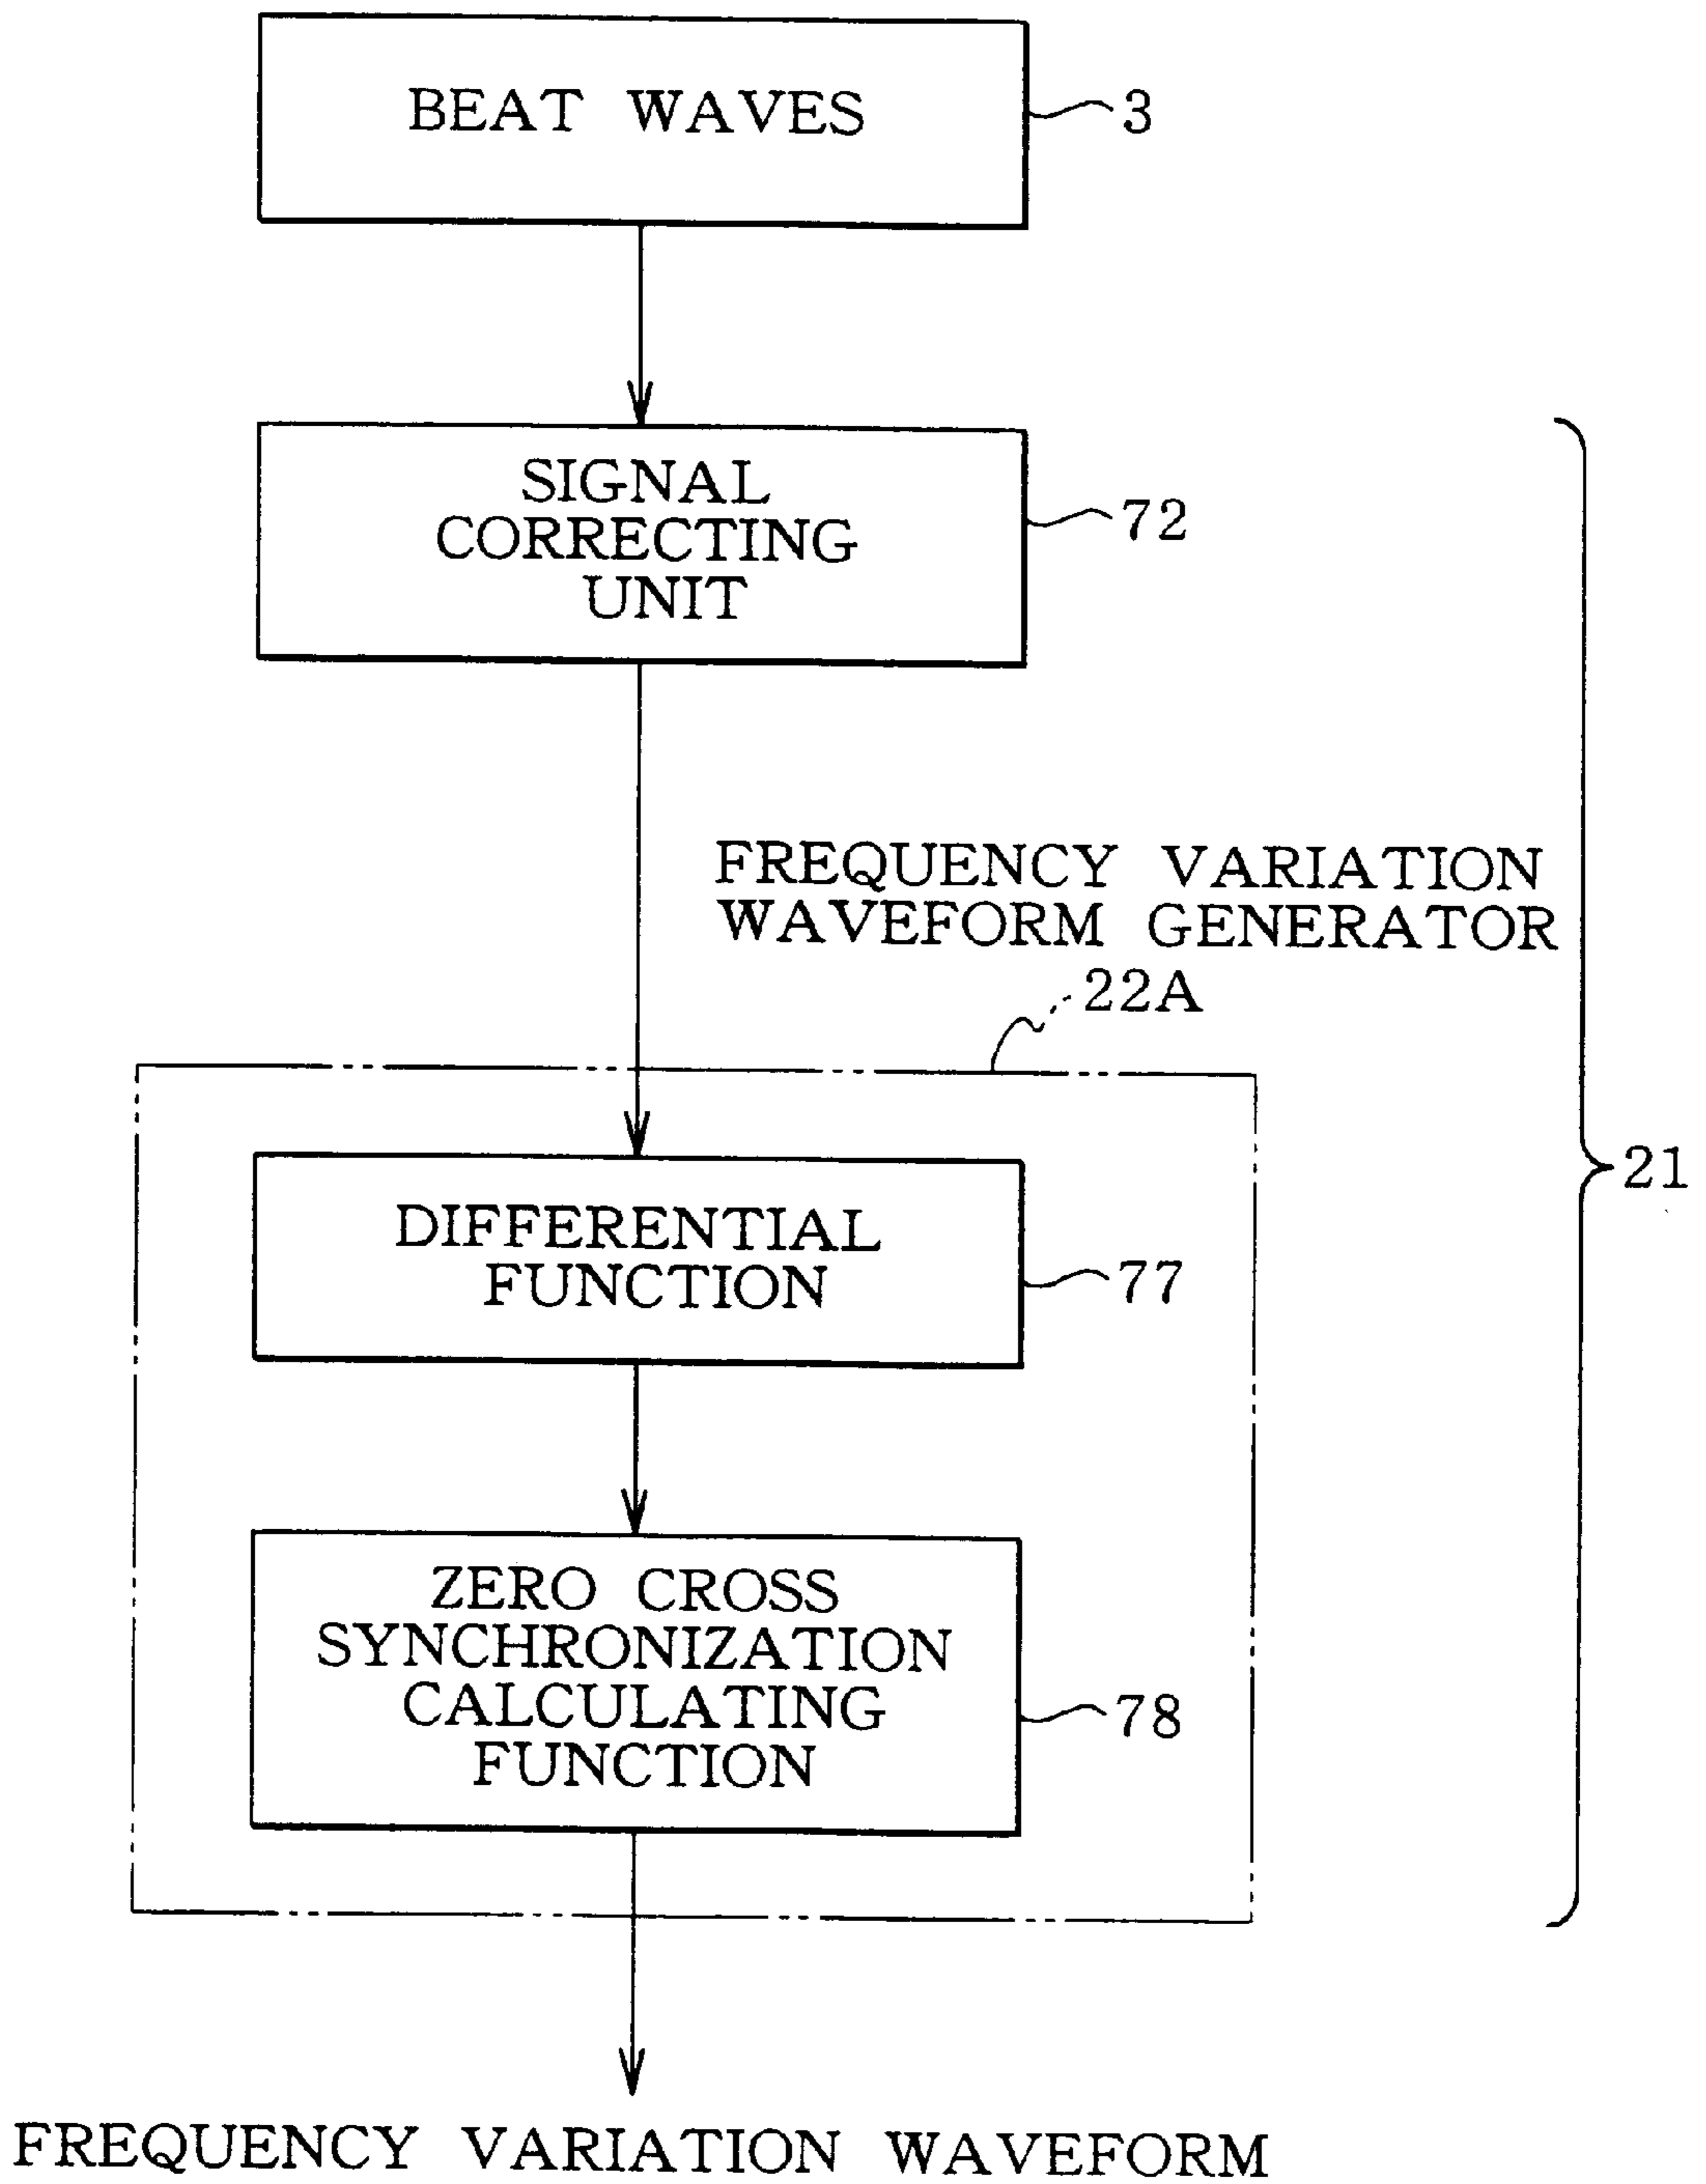 BEAT WAVES
3
SIGNAL
CORRECTING
UNIT
72
FREQUENCY VARIATION
WAVEFORM GENERATOR
22A
21
DIFFERENTIAL
FUNCTION
77
ZERO CROSS
SYNCHRONIZATION
CALCULATING
FUNCTION
78
FREQUENCY VARIATION WAVEFORM